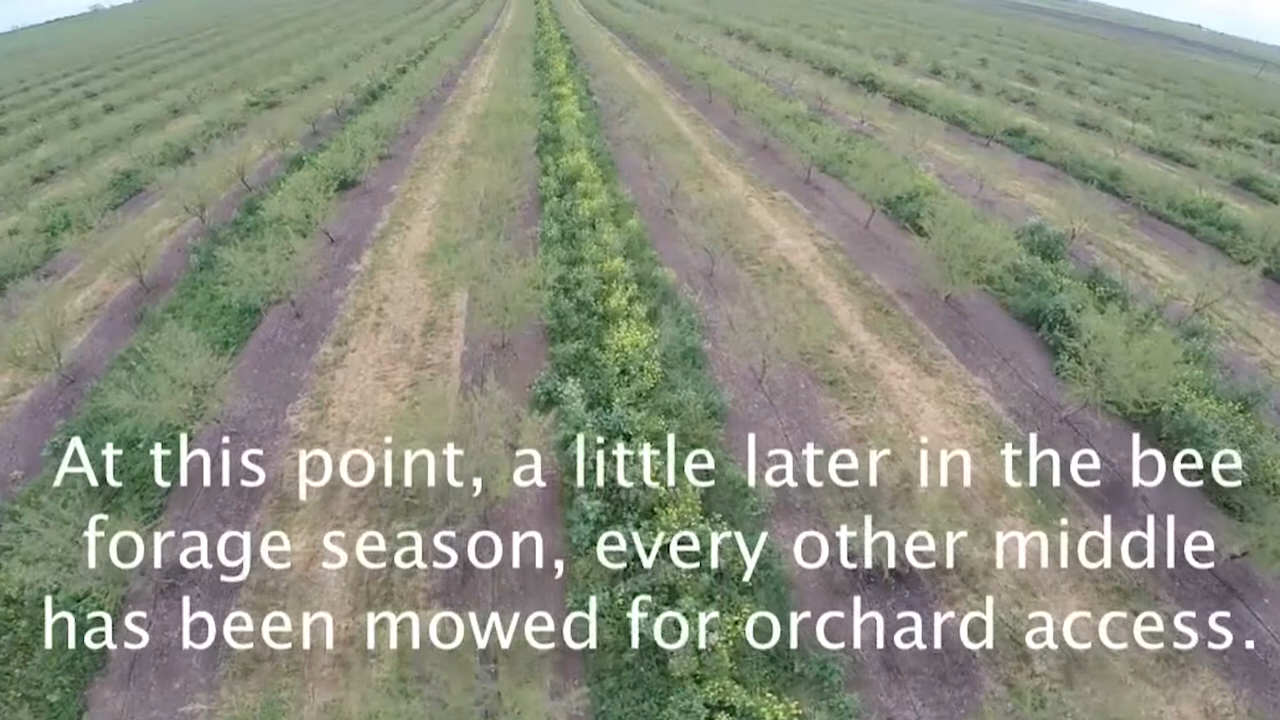 At this point, a little later in the bee
forage season, every other middle
has been mowed for orchard access.